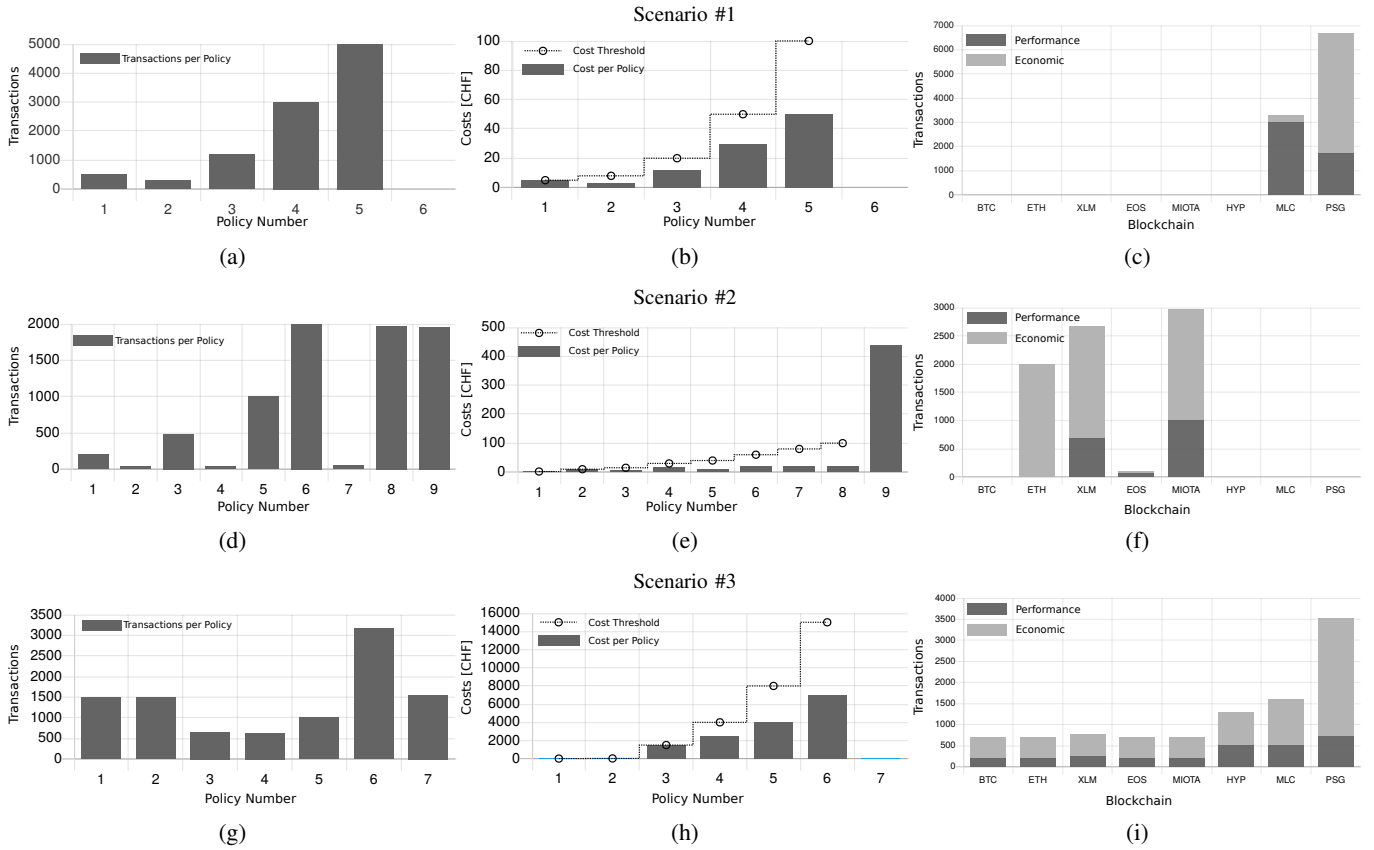 Scenario #1
5000
4000
3000
2000
1000
0
Transactions
Transactions per Policy
1 2 3 4 5 6
Policy Number
(a)
100
80
60
40
20
0
Costs [CHF]
Cost Threshold
Cost per Policy
1 2 3 4 5 6
Policy Number
(b)
7000
6000
5000
4000
3000
2000
1000
0
Transactions
Performance
Economic
BTC ETH XLM EOS MIOTA HYP MLC PSG
Blockchain
(c)
Scenario #2
2000
1500
1000
500
0
Transactions
Transactions per Policy
1 2 3 4 5 6 7 8 9
Policy Number
(d)
500
400
300
200
100
0
Costs [CHF]
Cost Threshold
Cost per Policy
1 2 3 4 5 6 7 8 9
Policy Number
(e)
3000
2500
2000
1500
1000
500
0
Transactions
Performance
Economic
BTC ETH XLM EOS MIOTA HYP MLC PSG
Blockchain
(f)
Scenario #3
3500
3000
2500
2000
1500
1000
500
0
Transactions
Transactions per Policy
1 2 3 4 5 6 7
Policy Number
(g)
16000
14000
12000
10000
8000
6000
4000
2000
0
Costs [CHF]
Cost Threshold
Cost per Policy
1 2 3 4 5 6 7
Policy Number
(h)
4000
3500
3000
2500
2000
1500
1000
500
0
Transactions
Performance
Economic
BTC ETH XLM EOS MIOTA HYP MLC PSG
Blockchain
(i)